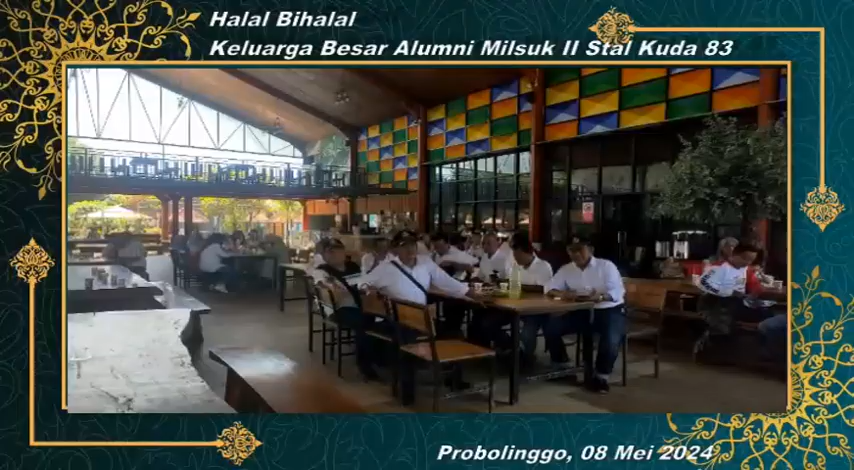 Halal Bihalal
Keluarga Besar Alumni Milsuk II Stal Kuda 83
Probolinggo, 08 Mei 2024